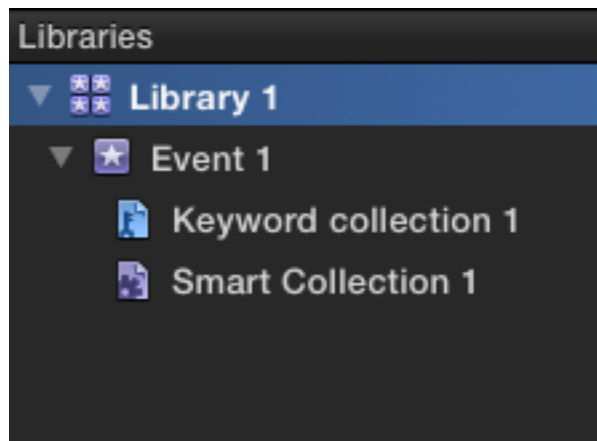 Libraries
Library 1
Event 1
Keyword collection 1
Smart Collection 1